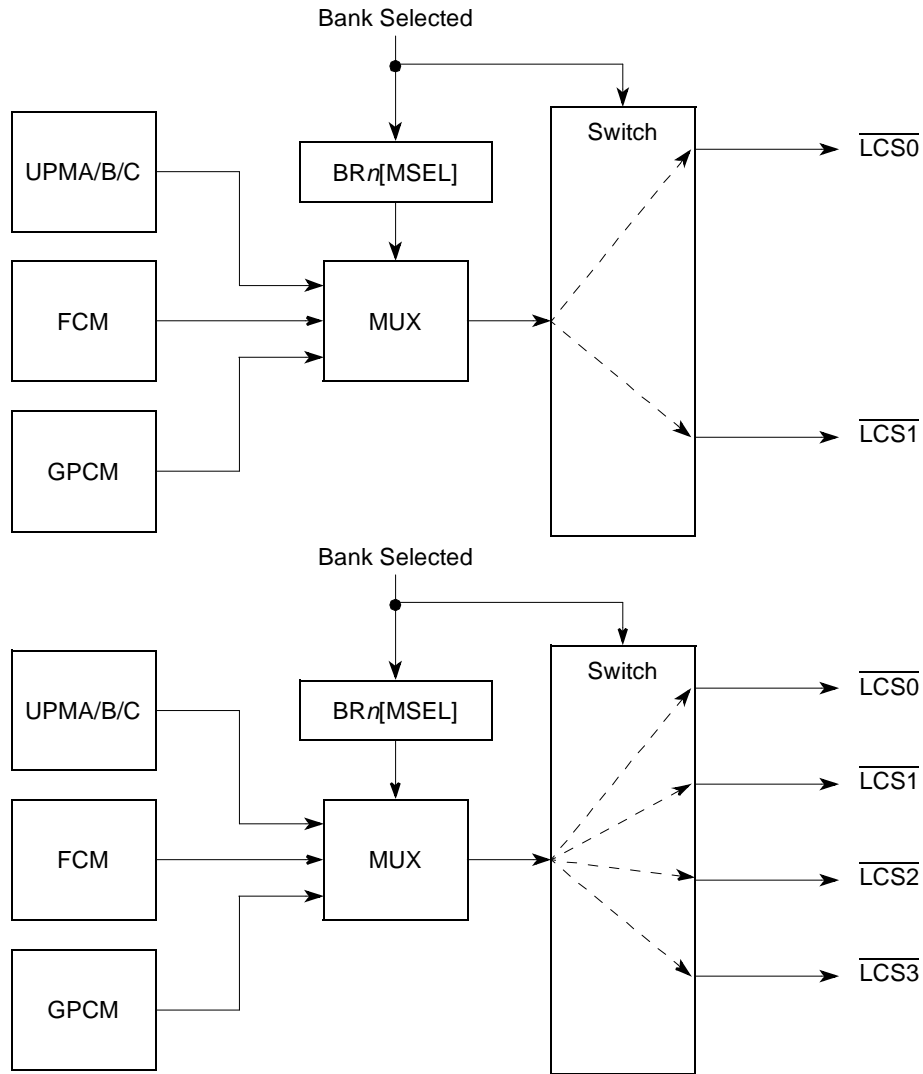 Bank Selected
Switch
LCS0
UPMA/B/C
BRn[MSEL]
FCM
MUX
LCS1
GPCM
Bank Selected
Switch
LCS0
UPMA/B/C
BRn[MSEL]
LCS1
FCM
MUX
LCS2
LCS3
GPCM